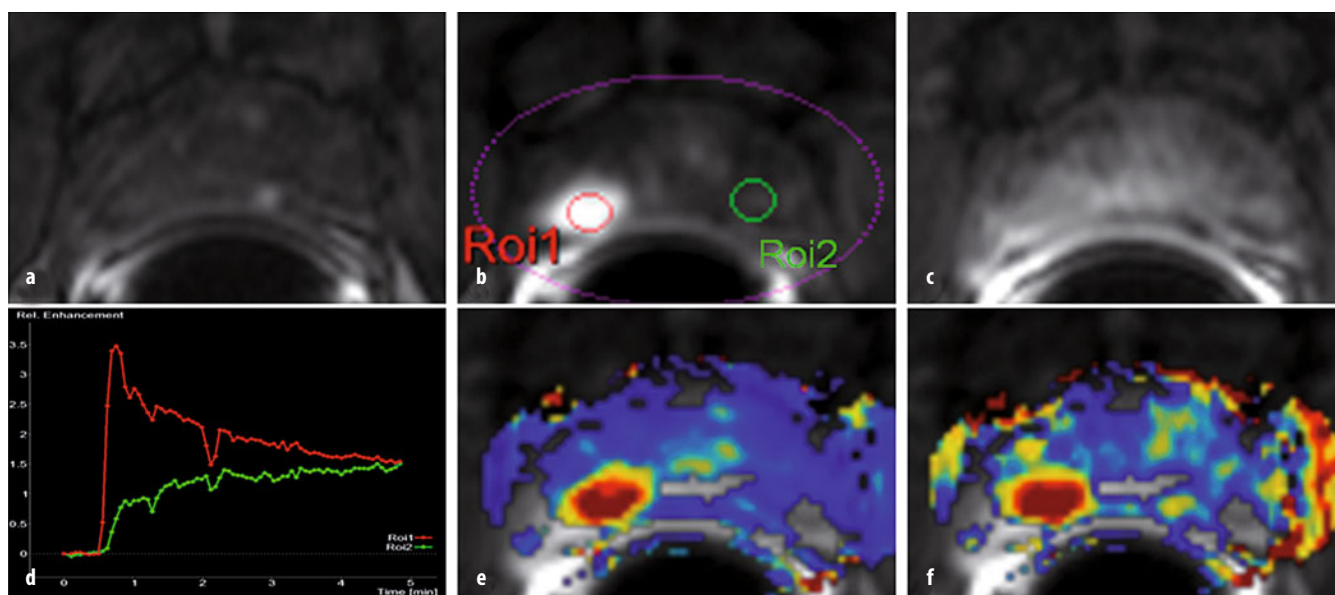 a
Roi1
Roi2
b
c
Rel. Enhancement
3.5
3
2.5
2
1.5
1
0.5
0
Roi1
Roi2
0 1 2 3 4 5
Time [min]
d
e
f